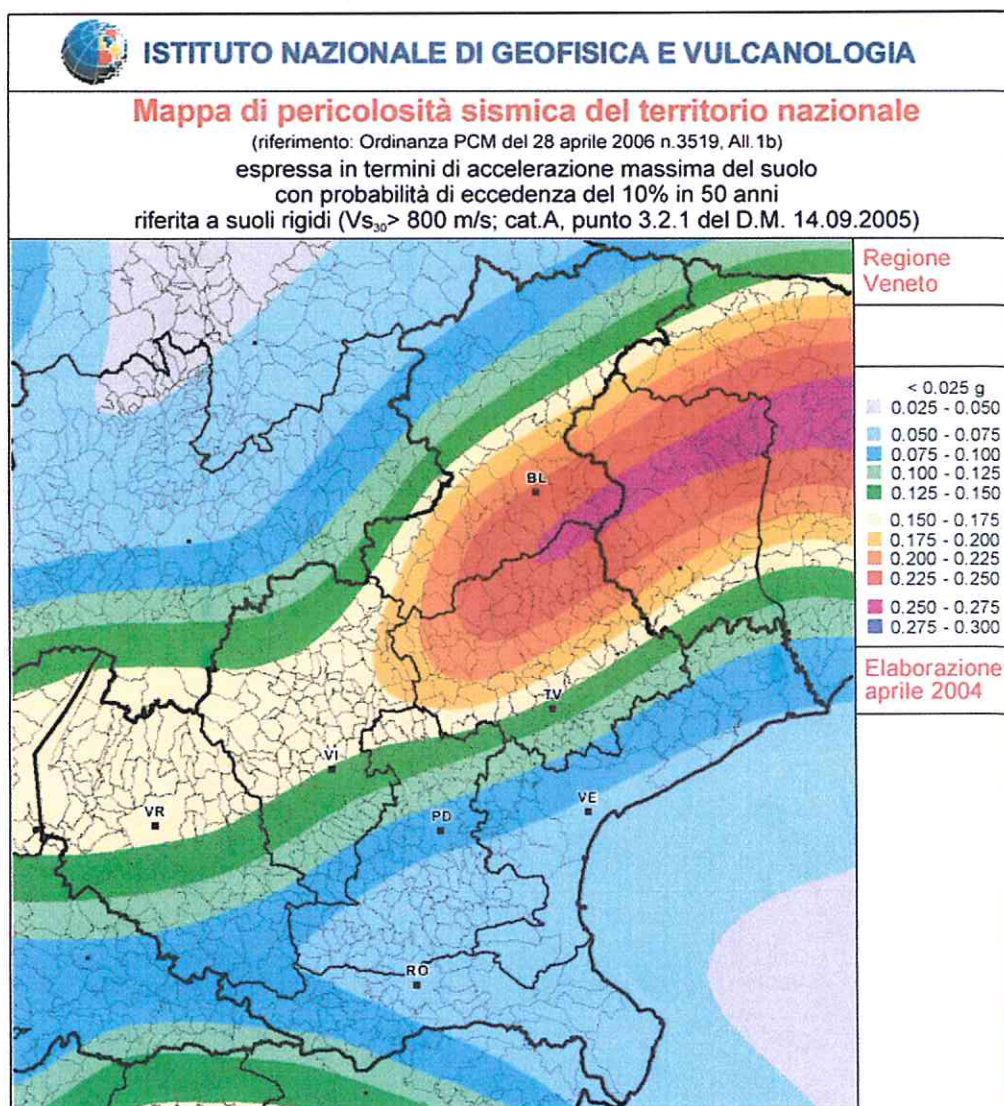 ISTITUTO NAZIONALE DI GEOFISICA E VULCANOLOGIA
Mappa di pericolosità sismica del territorio nazionale
(riferimento: Ordinanza PCM del 28 aprile 2006 n.3519, All.1b)
espressa in termini di accelerazione massima del suolo
con probabilità di eccedenza del 10% in 50 anni
riferita a suoli rigidi (Vs₃₀> 800 m/s; cat.A, punto 3.2.1 del D.M. 14.09.2005)
Regione
Veneto
< 0.025 g
0.025 - 0.050
0.050 - 0.075
0.075 - 0.100
0.100 - 0.125
0.125 - 0.150
0.150 - 0.175
0.175 - 0.200
0.200 - 0.225
0.225 - 0.250
0.250 - 0.275
0.275 - 0.300
Elaborazione
aprile 2004
BL
TV
VI
VR
PD
VE
RO